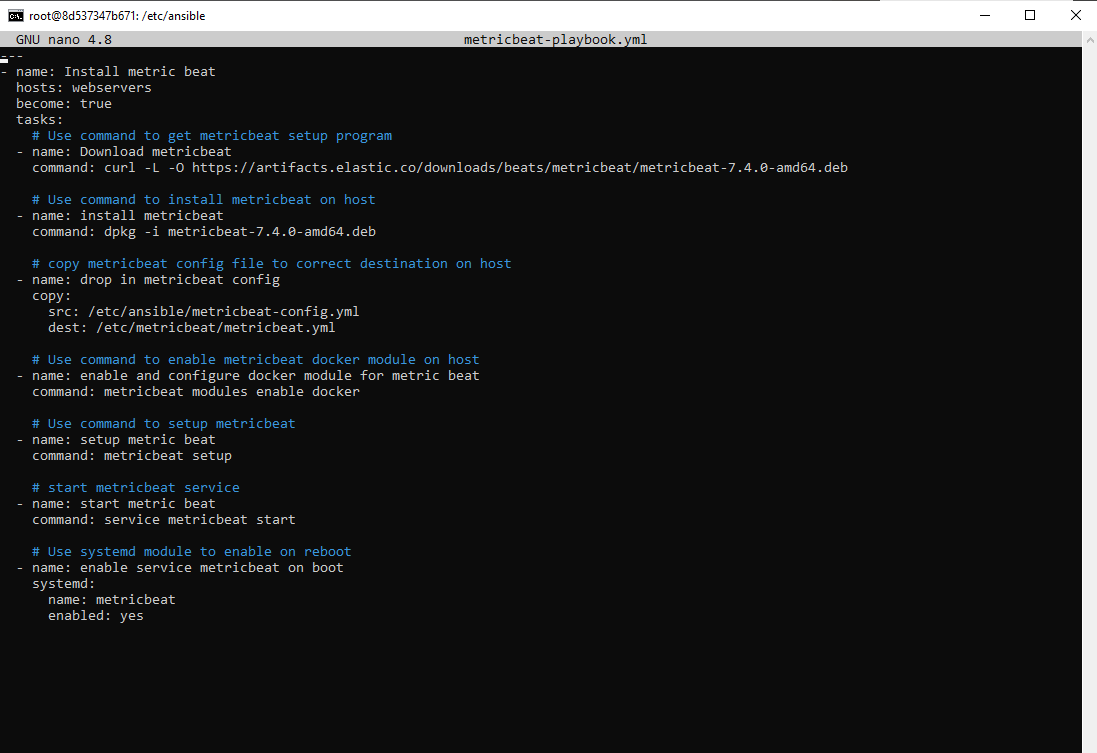 root@8d537347b671: /etc/ansible
GNU nano 4.8 metricbeat-playbook.yml
---
- name: Install metric beat
  hosts: webservers
  become: true
  tasks:
    # Use command to get metricbeat setup program
  - name: Download metricbeat
    command: curl -L -O https://artifacts.elastic.co/downloads/beats/metricbeat/metricbeat-7.4.0-amd64.deb

    # Use command to install metricbeat on host
  - name: install metricbeat
    command: dpkg -i metricbeat-7.4.0-amd64.deb

    # copy metricbeat config file to correct destination on host
  - name: drop in metricbeat config
    copy:
      src: /etc/ansible/metricbeat-config.yml
      dest: /etc/metricbeat/metricbeat.yml

    # Use command to enable metricbeat docker module on host
  - name: enable and configure docker module for metric beat
    command: metricbeat modules enable docker

    # Use command to setup metricbeat
  - name: setup metric beat
    command: metricbeat setup

    # start metricbeat service
  - name: start metric beat
    command: service metricbeat start

    # Use systemd module to enable on reboot
  - name: enable service metricbeat on boot
    systemd:
      name: metricbeat
      enabled: yes